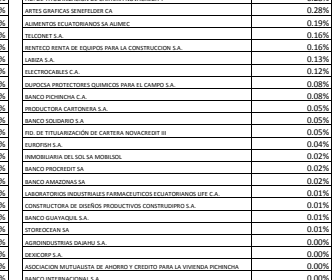 % ARTES GRAFICAS SENEFELDER CA 0.28%
% ALIMENTOS ECUATORIANOS SA ALIMEC 0.19%
% TELCONET S.A. 0.16%
% RENTECO RENTA DE EQUIPOS PARA LA CONSTRUCCION S.A. 0.16%
% LABIZA S.A. 0.13%
% ELECTROCABLES C.A. 0.12%
% DUPOCSA PROTECTORES QUIMICOS PARA EL CAMPO S.A. 0.08%
% BANCO PICHINCHA C.A. 0.08%
% PRODUCTORA CARTONERA S.A. 0.05%
% BANCO SOLIDARIO S.A 0.05%
% FID. DE TITULARIZACIÓN DE CARTERA NOVACREDIT III 0.05%
% EUROFISH S.A. 0.04%
% INMOBILIARIA DEL SOL SA MOBILSOL 0.02%
% BANCO PROCREDIT SA 0.02%
% BANCO AMAZONAS SA 0.02%
% LABORATORIOS INDUSTRIALES FARMACEUTICOS ECUATORIANOS LIFE C.A. 0.01%
% CONSTRUCTORA DE DISEÑOS PRODUCTIVOS CONSTRUDIPRO S.A. 0.01%
% BANCO GUAYAQUIL S.A. 0.01%
% STOREOCEAN SA 0.01%
% AGROINDUSTRIAS DAJAHU S.A. 0.00%
% DEXICORP S.A. 0.00%
% ASOCIACION MUTUALISTA DE AHORRO Y CREDITO PARA LA VIVIENDA PICHINCHA 0.00%
% BANCO INTERNACIONAL S.A. 0.00%